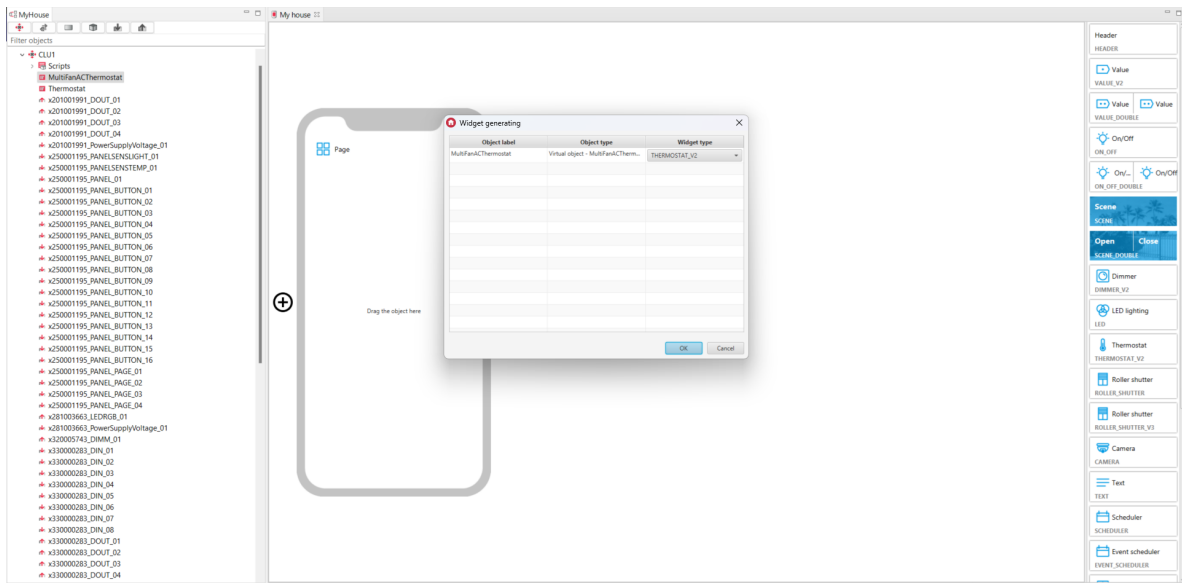 MyHouse
Filter objects
CLU1
Scripts
MultiFanACThermostat
Thermostat
x201001991_DOUT_01
x201001991_DOUT_02
x201001991_DOUT_03
x201001991_DOUT_04
x201001991_PowerSupplyVoltage_01
x250001195_PANELSENSLIGHT_01
x250001195_PANELSENSTEMP_01
x250001195_PANEL_01
x250001195_PANEL_BUTTON_01
x250001195_PANEL_BUTTON_02
x250001195_PANEL_BUTTON_03
x250001195_PANEL_BUTTON_04
x250001195_PANEL_BUTTON_05
x250001195_PANEL_BUTTON_06
x250001195_PANEL_BUTTON_07
x250001195_PANEL_BUTTON_08
x250001195_PANEL_BUTTON_09
x250001195_PANEL_BUTTON_10
x250001195_PANEL_BUTTON_11
x250001195_PANEL_BUTTON_12
x250001195_PANEL_BUTTON_13
x250001195_PANEL_BUTTON_14
x250001195_PANEL_BUTTON_15
x250001195_PANEL_BUTTON_16
x250001195_PANEL_PAGE_01
x250001195_PANEL_PAGE_02
x250001195_PANEL_PAGE_03
x250001195_PANEL_PAGE_04
x281003663_LEDRGB_01
x281003663_PowerSupplyVoltage_01
x320005743_DIMM_01
x330000283_DIN_01
x330000283_DIN_02
x330000283_DIN_03
x330000283_DIN_04
x330000283_DIN_05
x330000283_DIN_06
x330000283_DIN_07
x330000283_DIN_08
x330000283_DOUT_01
x330000283_DOUT_02
x330000283_DOUT_03
x330000283_DOUT_04
My house
Page
Drag the object here
Widget generating
Object label Object type Widget type
MultiFanACThermostat Virtual object - MultiFanACTherm... THERMOSTAT_V2
OK Cancel
Header
HEADER
Value
VALUE_V2
Value Value
VALUE_DOUBLE
On/Off
ON_OFF
On/... On/Off
ON_OFF_DOUBLE
Scene
SCENE
Open Close
SCENE_DOUBLE
Dimmer
DIMMER_V2
LED lighting
LED
Thermostat
THERMOSTAT_V2
Roller shutter
ROLLER_SHUTTER
Roller shutter
ROLLER_SHUTTER_V3
Camera
CAMERA
Text
TEXT
Scheduler
SCHEDULER
Event scheduler
EVENT_SCHEDULER